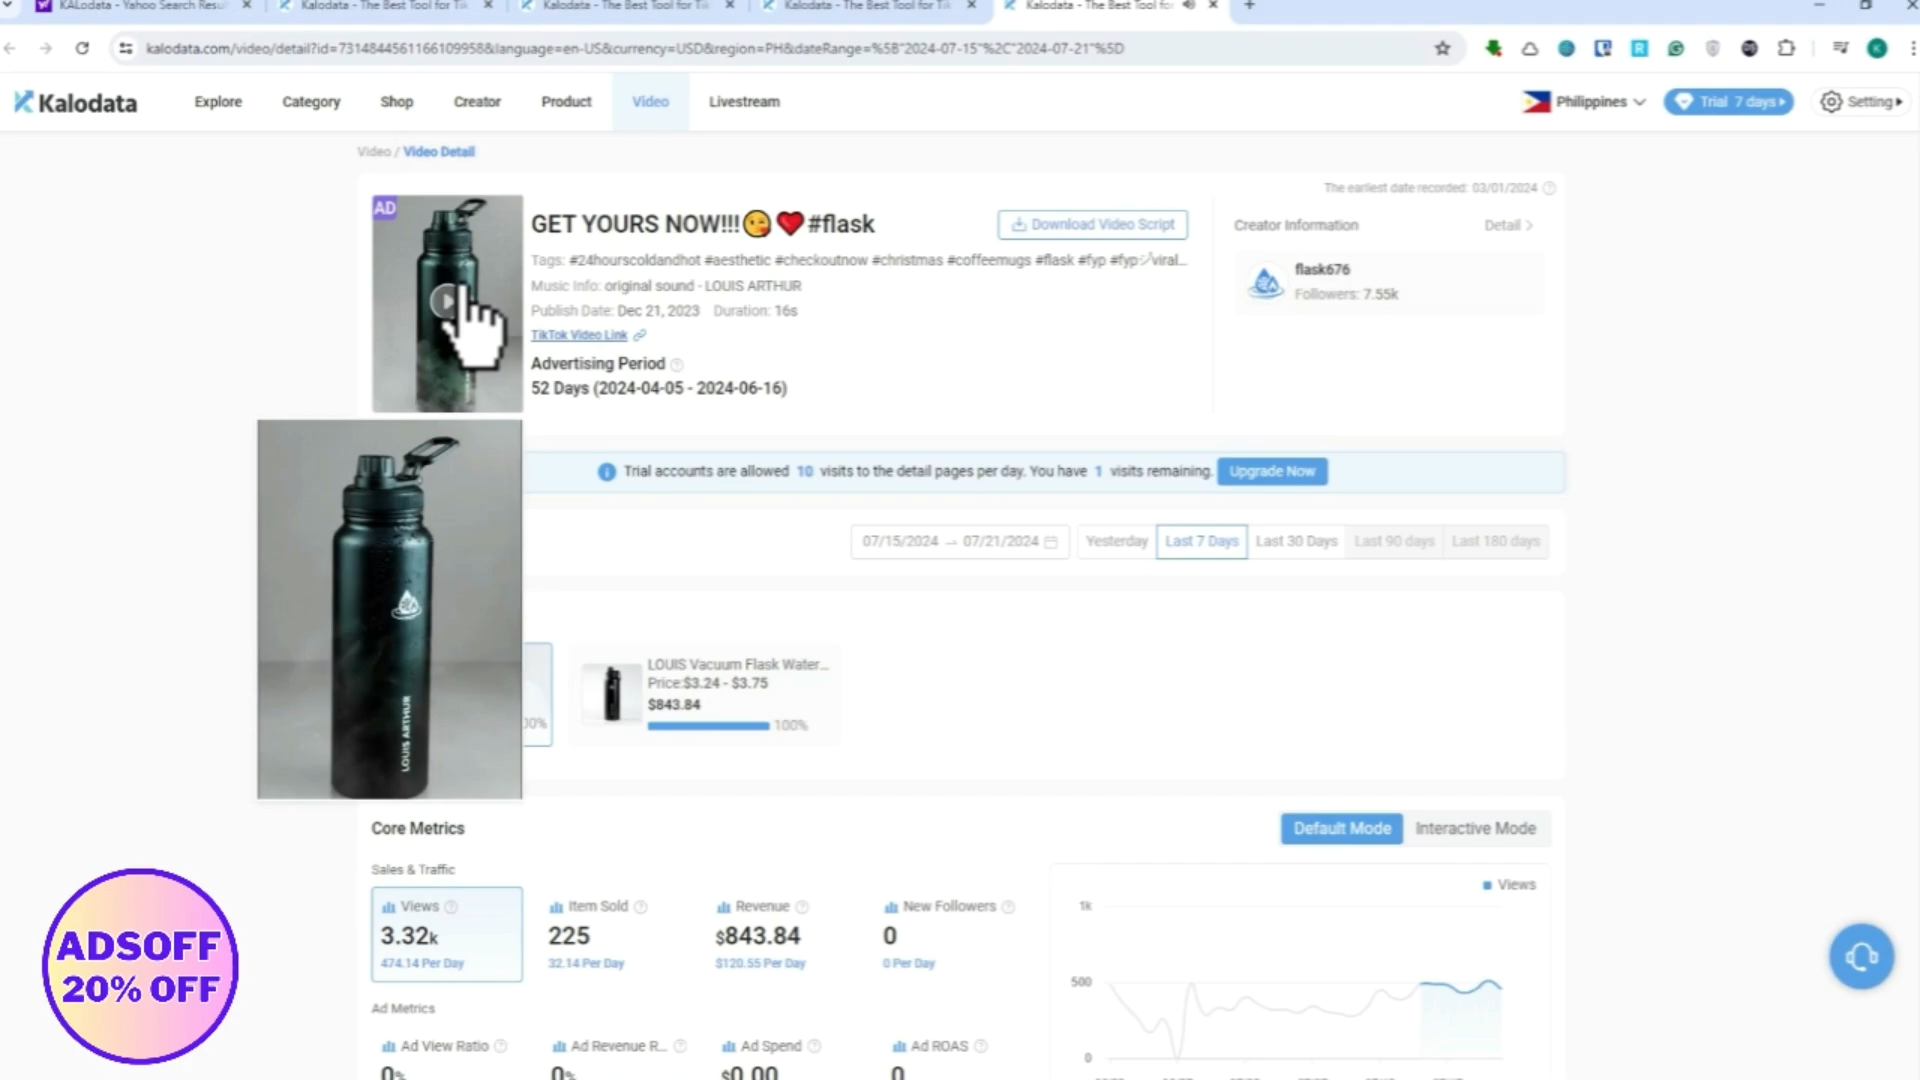 KALodata - Yahoo Search Resu
Kalodata - The Best Tool for Ti
Kalodata - The Best Tool for Ti
Kalodata - The Best Tool for Ti
Kalodata - The Best Tool fo
kalodata.com/video/detail?id=7314844561166109958&language=en-US&currency=USD&region=PH&dateRange=%5B"2024-07-15"%2C"2024-07-21"%5D
Kalodata
Explore
Category
Shop
Creator
Product
Video
Livestream
Philippines
Trial 7 days
Setting
Video / Video Detail
The earliest date recorded: 03/01/2024
AD
GET YOURS NOW!!!😘❤️#flask
Download Video Script
Creator Information
Detail >
Tags: #24hourscoldandhot #aesthetic #checkoutnow #christmas #coffeemugs #flask #fyp #fypシ゚viral...
Music Info: original sound - LOUIS ARTHUR
flask676
Followers: 7.55k
Publish Date: Dec 21, 2023 Duration: 16s
TikTok Video Link
Advertising Period
52 Days (2024-04-05 - 2024-06-16)
Trial accounts are allowed 10 visits to the detail pages per day. You have 1 visits remaining.
Upgrade Now
07/15/2024 → 07/21/2024
Yesterday
Last 7 Days
Last 30 Days
Last 90 days
Last 180 days
LOUIS ARTHUR
LOUIS Vacuum Flask Water...
Price:$3.24 - $3.75
$843.84
100%
Core Metrics
Default Mode
Interactive Mode
Sales & Traffic
Views
3.32k
474.14 Per Day
Item Sold
225
32.14 Per Day
Revenue
$843.84
$120.55 Per Day
New Followers
0
0 Per Day
Views
1k
500
0
Ad Metrics
Ad View Ratio
0%
Ad Revenue R...
0%
Ad Spend
$0.00
Ad ROAS
0
ADSOFF
20% OFF